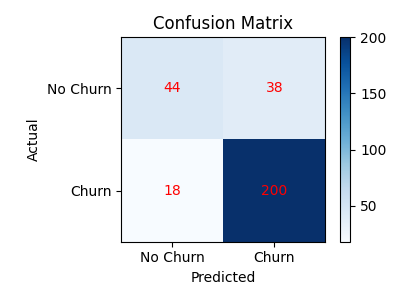 Confusion Matrix
200
No Churn
44
38
150
Actual
100
Churn
18
200
50
No Churn
Churn
Predicted